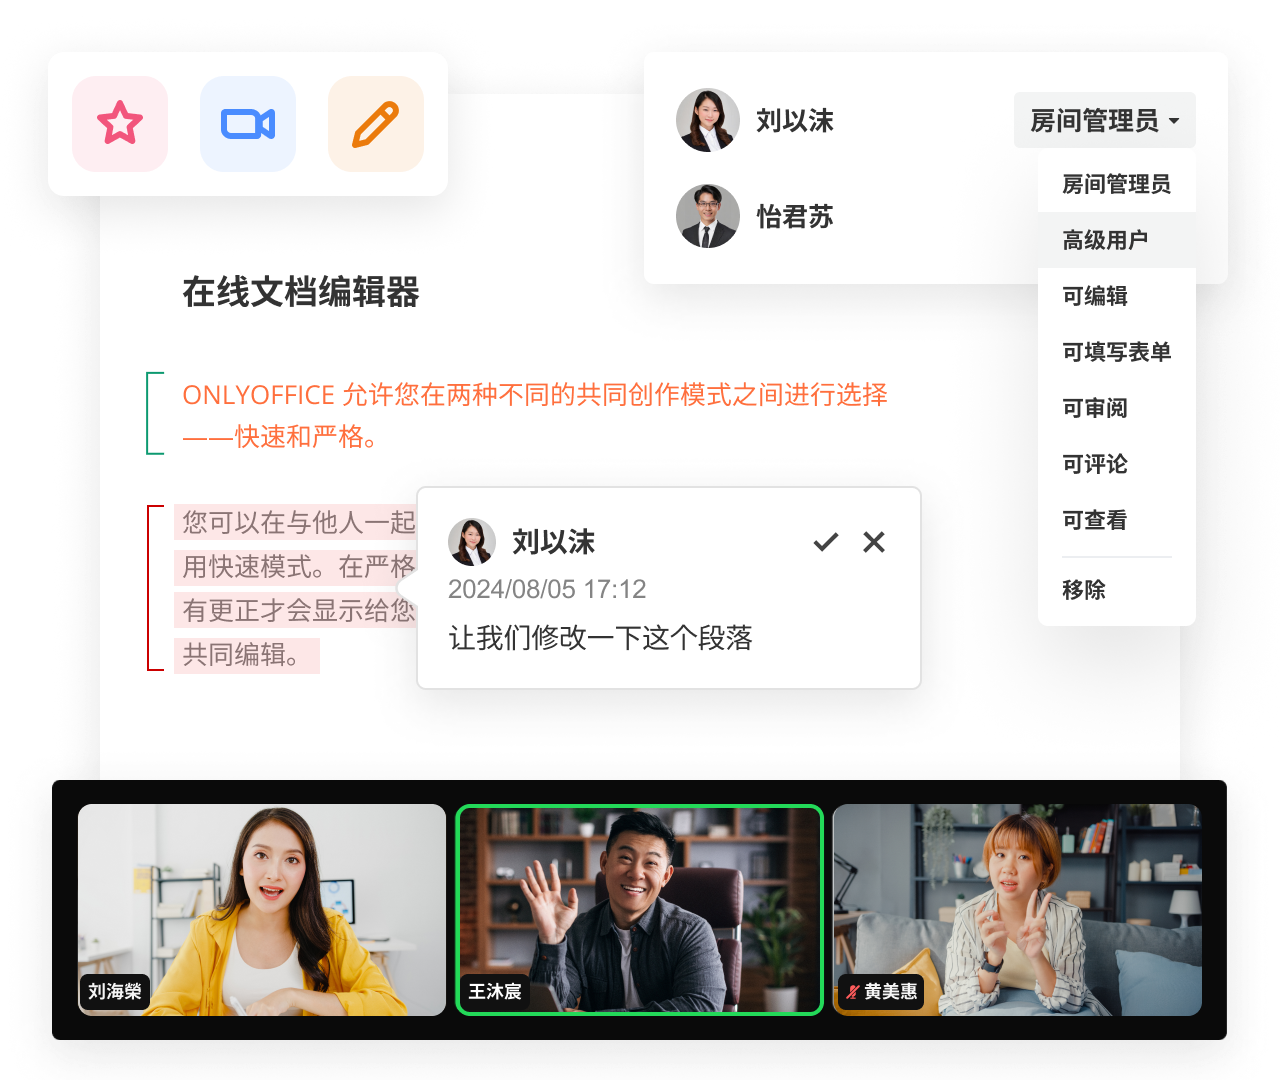 刘以沫
房间管理员
怡君苏
房间管理员
高级用户
可编辑
可填写表单
可审阅
可评论
可查看
移除
在线文档编辑器
ONLYOFFICE 允许您在两种不同的共同创作模式之间进行选择
——快速和严格。
您可以在与他人一起
用快速模式。在严格
有更正才会显示给您
共同编辑。
刘以沫
2024/08/05 17:12
让我们修改一下这个段落
刘海榮
王沐宸
黄美惠